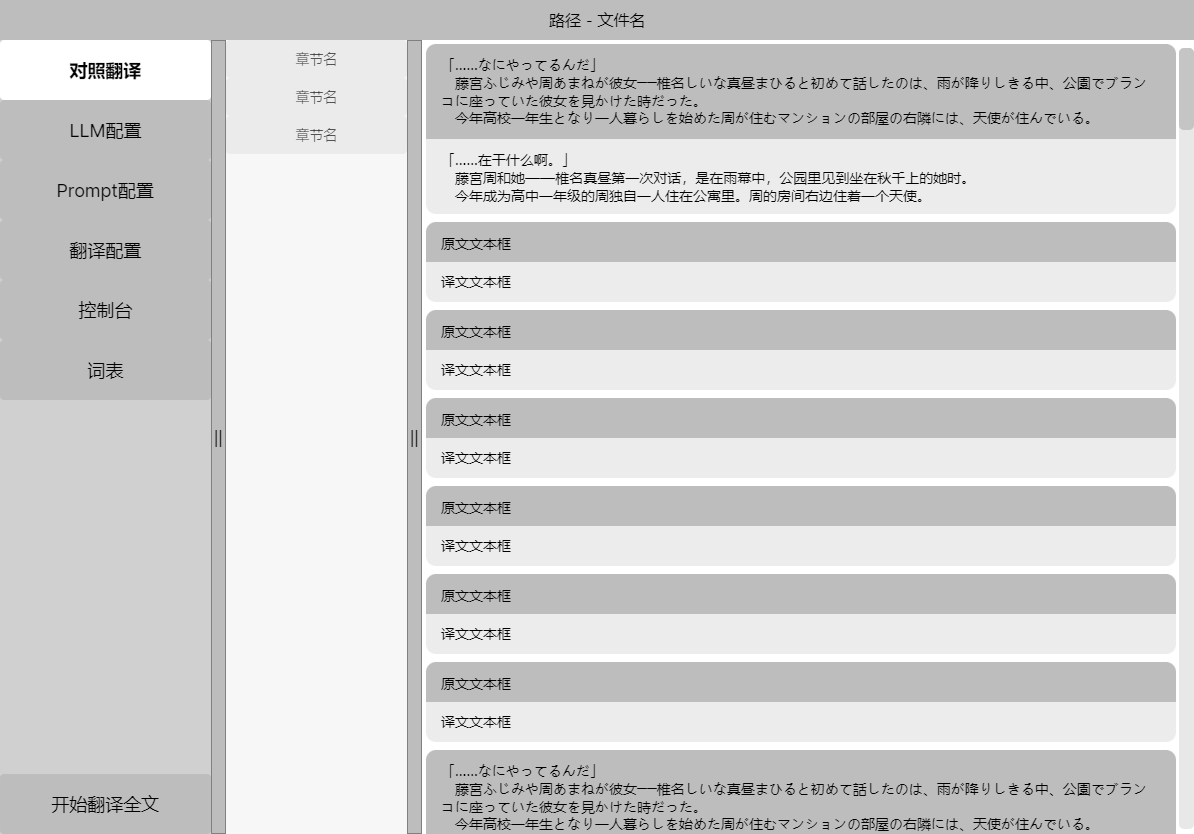 路径 - 文件名
对照翻译
LLM配置
Prompt配置
翻译配置
控制台
词表
开始翻译全文
||
章节名
章节名
章节名
||
「……なにやってるんだ」
藤宮ふじみや周あまねが彼女──椎名しいな真昼まひると初めて話したのは、雨が降りしきる中、公園でブラン
コに座っていた彼女を見かけた時だった。
今年高校一年生となり一人暮らしを始めた周が住むマンションの部屋の右隣には、天使が住んでいる。
「……在干什么啊。」
藤宫周和她——椎名真昼第一次对话，是在雨幕中，公园里见到坐在秋千上的她时。
今年成为高中一年级的周独自一人住在公寓里。周的房间右边住着一个天使。
原文文本框
译文文本框
原文文本框
译文文本框
原文文本框
译文文本框
原文文本框
译文文本框
原文文本框
译文文本框
原文文本框
译文文本框
「……なにやってるんだ」
藤宮ふじみや周あまねが彼女──椎名しいな真昼まひると初めて話したのは、雨が降りしきる中、公園でブラン
コに座っていた彼女を見かけた時だった。
今年高校一年生となり一人暮らしを始めた周が住むマンションの部屋の右隣には、天使が住んでいる。